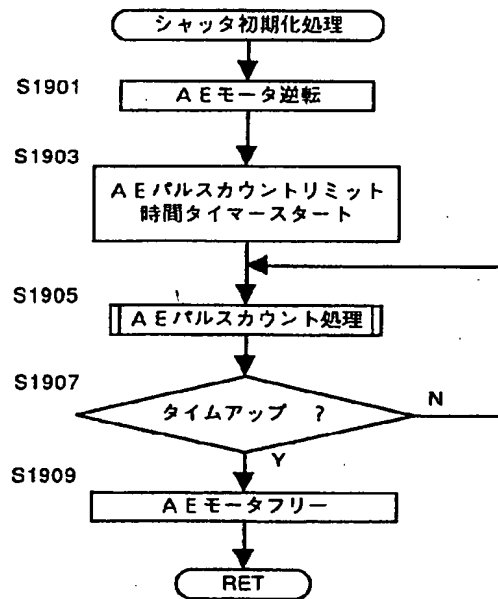 シャッタ初期化処理
S1901
AEモータ逆転
S1903
AEパルスカウントリミット
時間タイマースタート
S1905
AEパルスカウント処理
S1907
タイムアップ ?
N
Y
S1909
AEモータフリー
RET